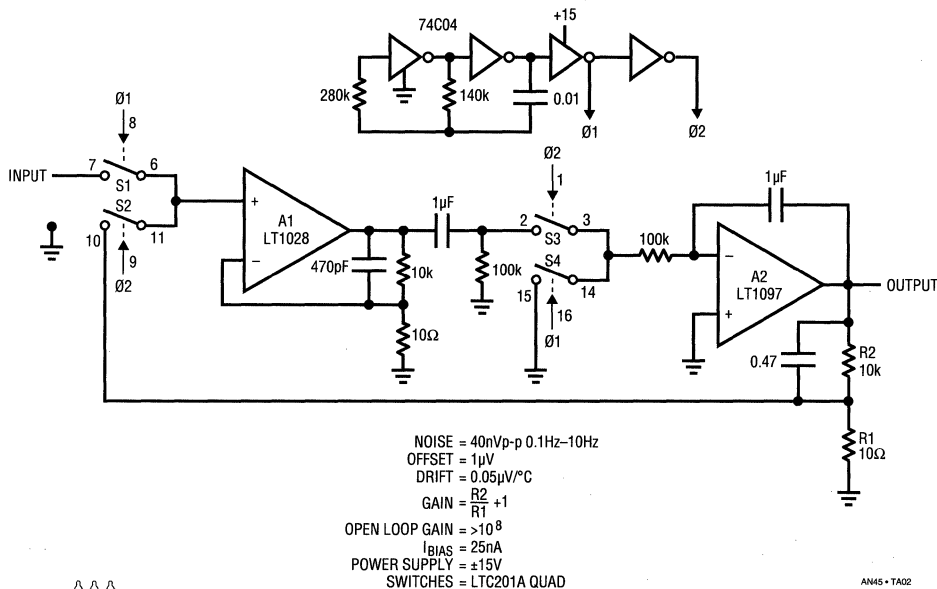 74C04
+15
280k
140k
0.01
Ø1
Ø2
Ø1
8
INPUT
7
6
S1
S2
10
11
9
Ø2
+
A1
LT1028
−
470pF
10k
10Ω
1µF
100k
Ø2
1
2
3
S3
S4
15
14
16
Ø1
100k
1µF
−
A2
LT1097
+
OUTPUT
0.47
R2
10k
R1
10Ω
NOISE = 40nVp-p 0.1Hz–10Hz
OFFSET = 1µV
DRIFT = 0.05µV/°C
GAIN = R2/R1 +1
OPEN LOOP GAIN = >10⁸
IBIAS = 25nA
POWER SUPPLY = ±15V
SWITCHES = LTC201A QUAD
AN45 • TA02